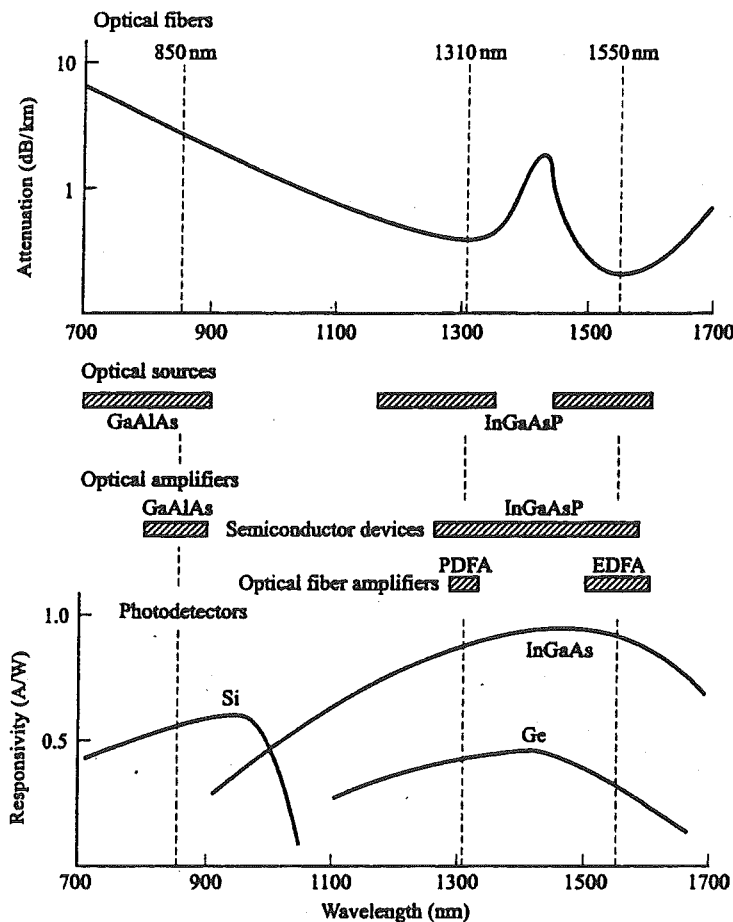 Optical fibers
850 nm 1310 nm 1550 nm
10
1
Attenuation (dB/km)
700 900 1100 1300 1500 1700
Optical sources
GaAlAs InGaAsP
Optical amplifiers
GaAlAs InGaAsP
Semiconductor devices
PDFA EDFA
Optical fiber amplifiers
1.0
Photodetectors
InGaAs
Si
Ge
0.5
0
Responsivity (A/W)
700 900 1100 1300 1500 1700
Wavelength (nm)